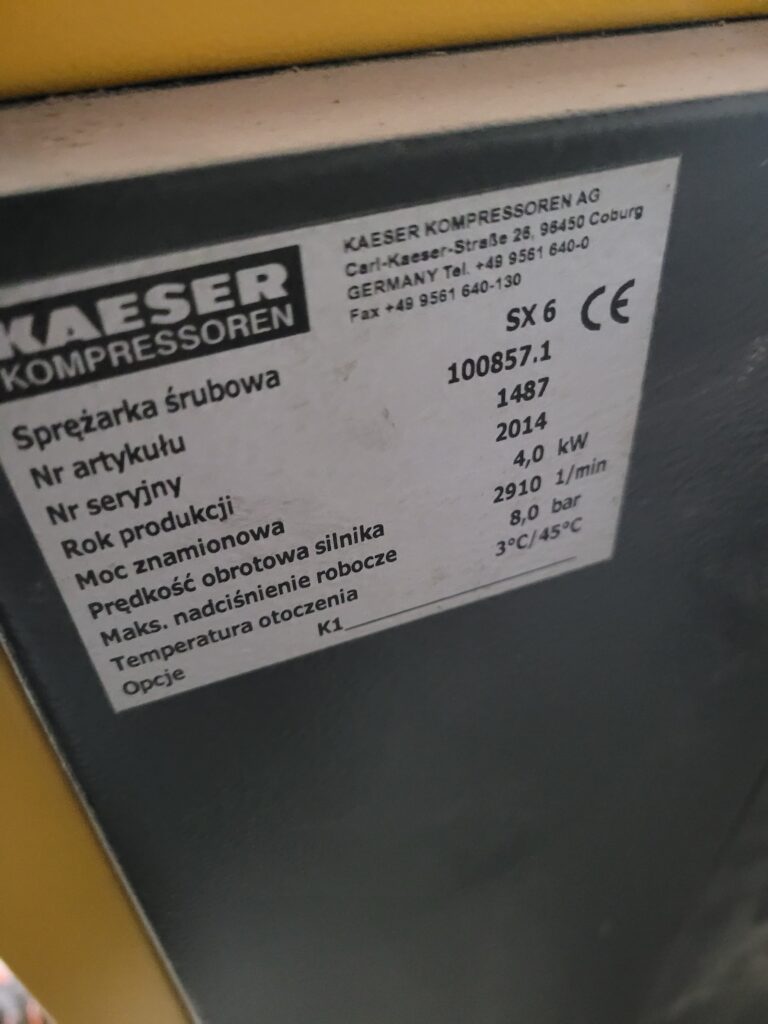 KAESER
KOMPRESSOREN
KAESER KOMPRESSOREN AG
Carl-Kaeser-Straße 26, 96450 Coburg
GERMANY Tel. +49 9561 640-0
Fax +49 9561 640-130
Sprężarka śrubowa SX 6 CE
Nr artykułu 100857.1
Nr seryjny 1487
Rok produkcji 2014
Moc znamionowa 4,0 kW
Prędkość obrotowa silnika 2910 1/min
Maks. nadciśnienie robocze 8,0 bar
Temperatura otoczenia 3°C/45°C
Opcje K1